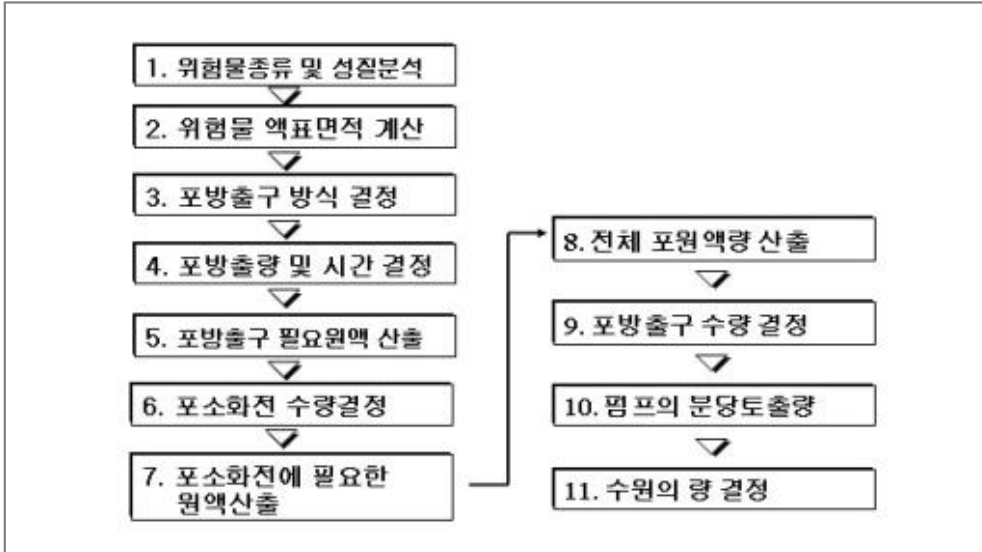 1. 위험물종류 및 성질분석
2. 위험물 액표면적 계산
3. 포방출구 방식 결정
4. 포방출량 및 시간 결정
5. 포방출구 필요원액 산출
6. 포소화전 수량결정
7. 포소화전에 필요한
원액산출
8. 전체 포원액량 산출
9. 포방출구 수량 결정
10. 펌프의 분당토출량
11. 수원의 량 결정